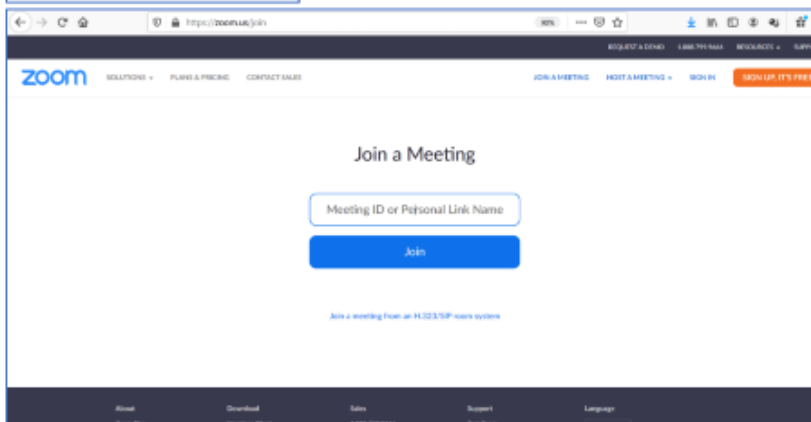 https://zoom.us/join
80%
REQUEST A DEMO 1.888.799.9666 RESOURCES SUPP
zoom SOLUTIONS PLANS & PRICING CONTACT SALES JOIN A MEETING HOST A MEETING SIGN IN SIGN UP, IT'S FREE
Join a Meeting
Meeting ID or Personal Link Name
Join
Join a meeting from an H.323/SIP room system
About Download Sales Support Language